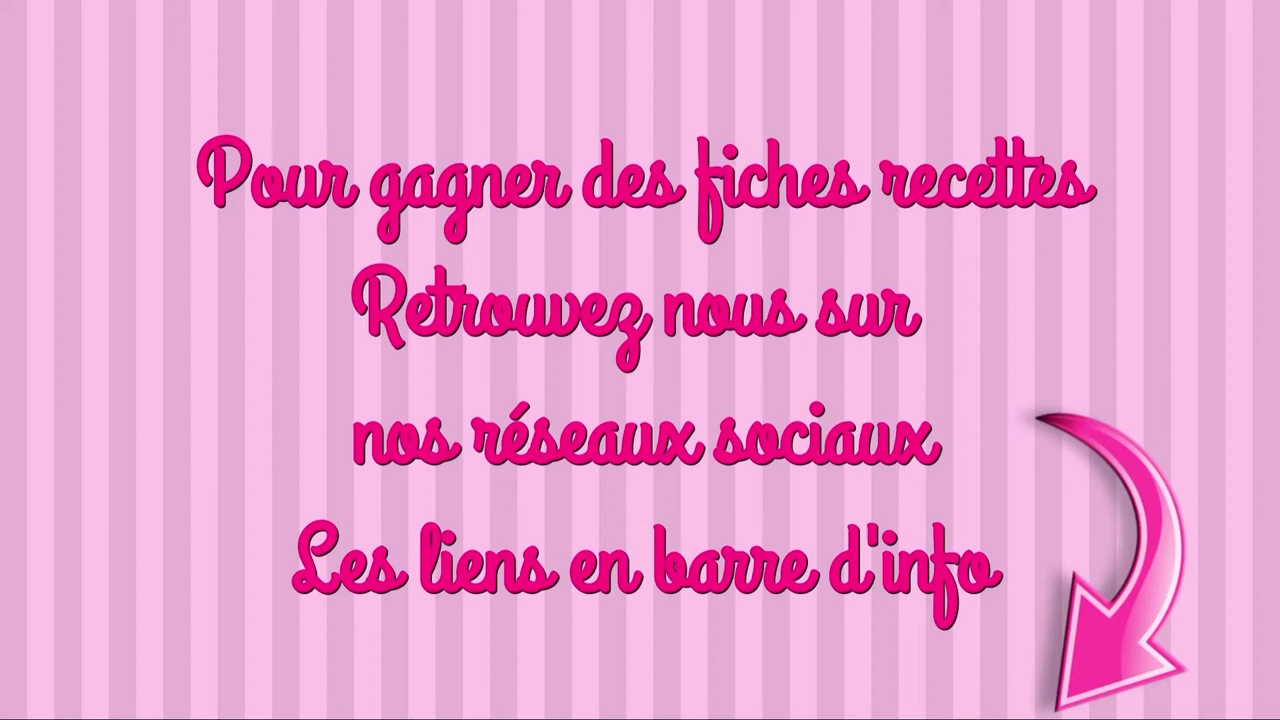 Pour gagner des fiches recettes
Retrouvez nous sur
nos réseaux sociaux
Les liens en barre d'info